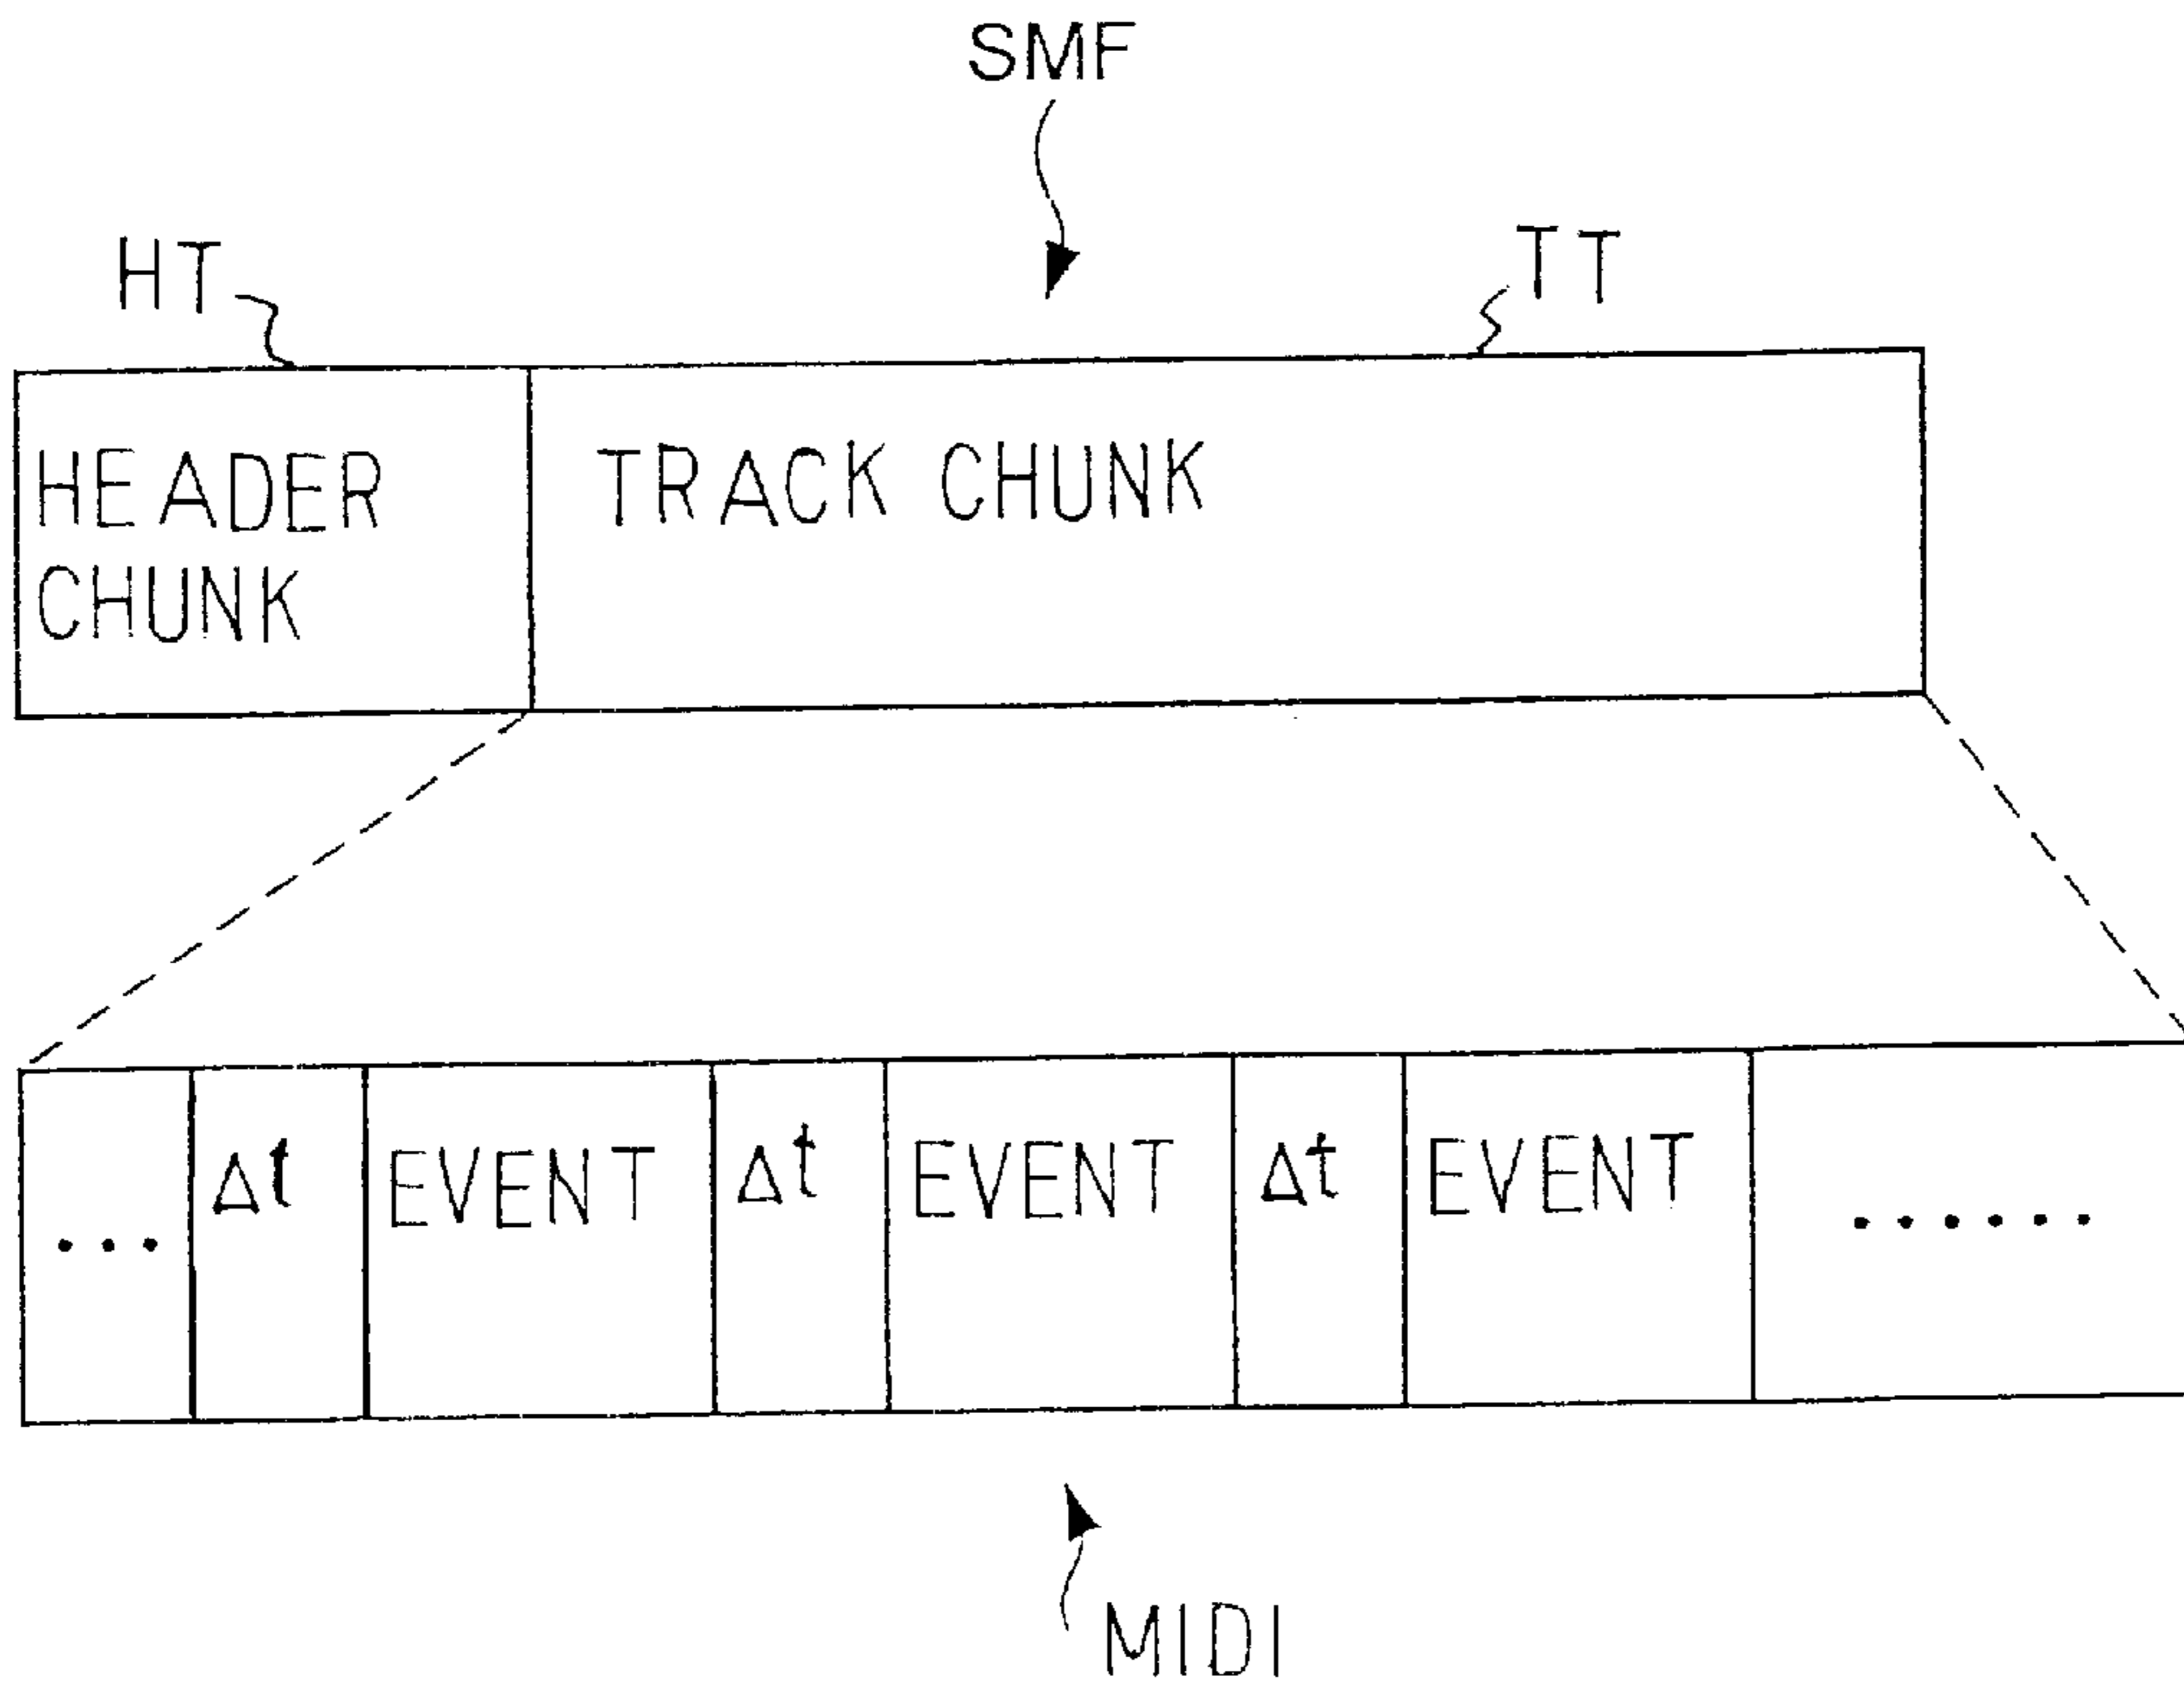 SMF
HT
TT
HEADER
CHUNK
TRACK CHUNK
... Δt EVENT Δt EVENT Δt EVENT ......
MIDI